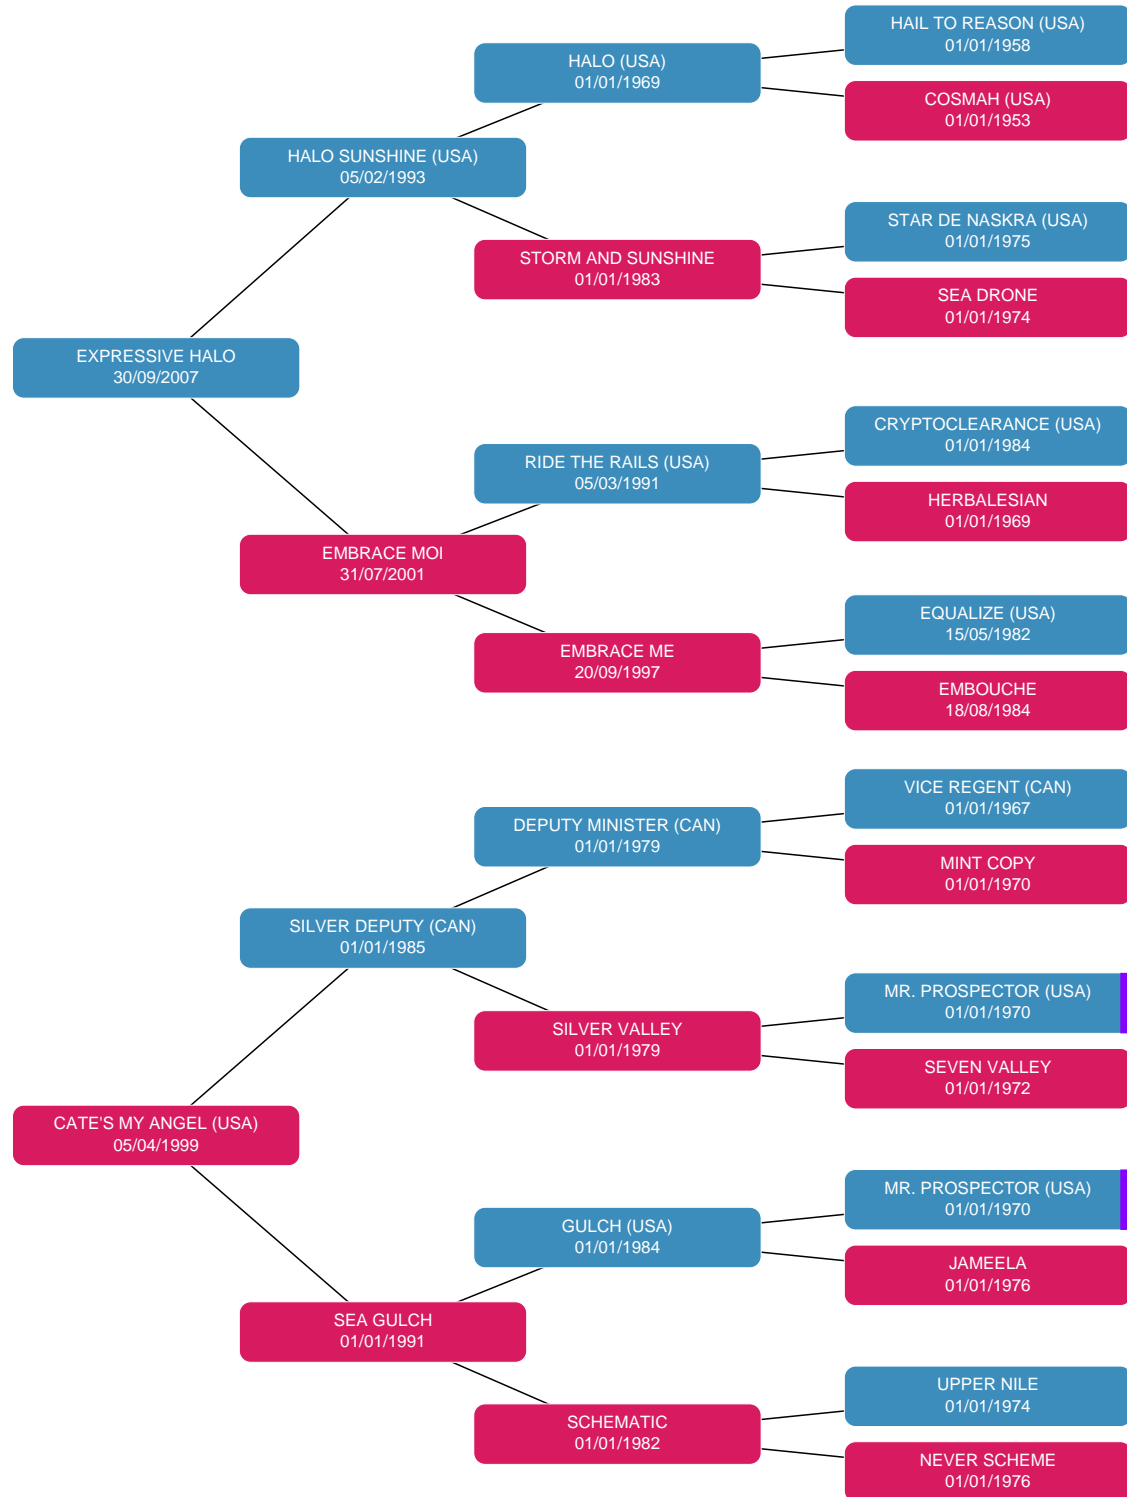 HAIL TO REASON (USA)
01/01/1958
HALO (USA)
01/01/1969
COSMAH (USA)
01/01/1953
HALO SUNSHINE (USA)
05/02/1993
STAR DE NASKRA (USA)
01/01/1975
STORM AND SUNSHINE
01/01/1983
SEA DRONE
01/01/1974
EXPRESSIVE HALO
30/09/2007
CRYPTOCLEARANCE (USA)
01/01/1984
RIDE THE RAILS (USA)
05/03/1991
HERBALESIAN
01/01/1969
EMBRACE MOI
31/07/2001
EQUALIZE (USA)
15/05/1982
EMBRACE ME
20/09/1997
EMBOUCHE
18/08/1984
VICE REGENT (CAN)
01/01/1967
DEPUTY MINISTER (CAN)
01/01/1979
MINT COPY
01/01/1970
SILVER DEPUTY (CAN)
01/01/1985
MR. PROSPECTOR (USA)
01/01/1970
SILVER VALLEY
01/01/1979
SEVEN VALLEY
01/01/1972
CATE'S MY ANGEL (USA)
05/04/1999
MR. PROSPECTOR (USA)
01/01/1970
GULCH (USA)
01/01/1984
JAMEELA
01/01/1976
SEA GULCH
01/01/1991
UPPER NILE
01/01/1974
SCHEMATIC
01/01/1982
NEVER SCHEME
01/01/1976